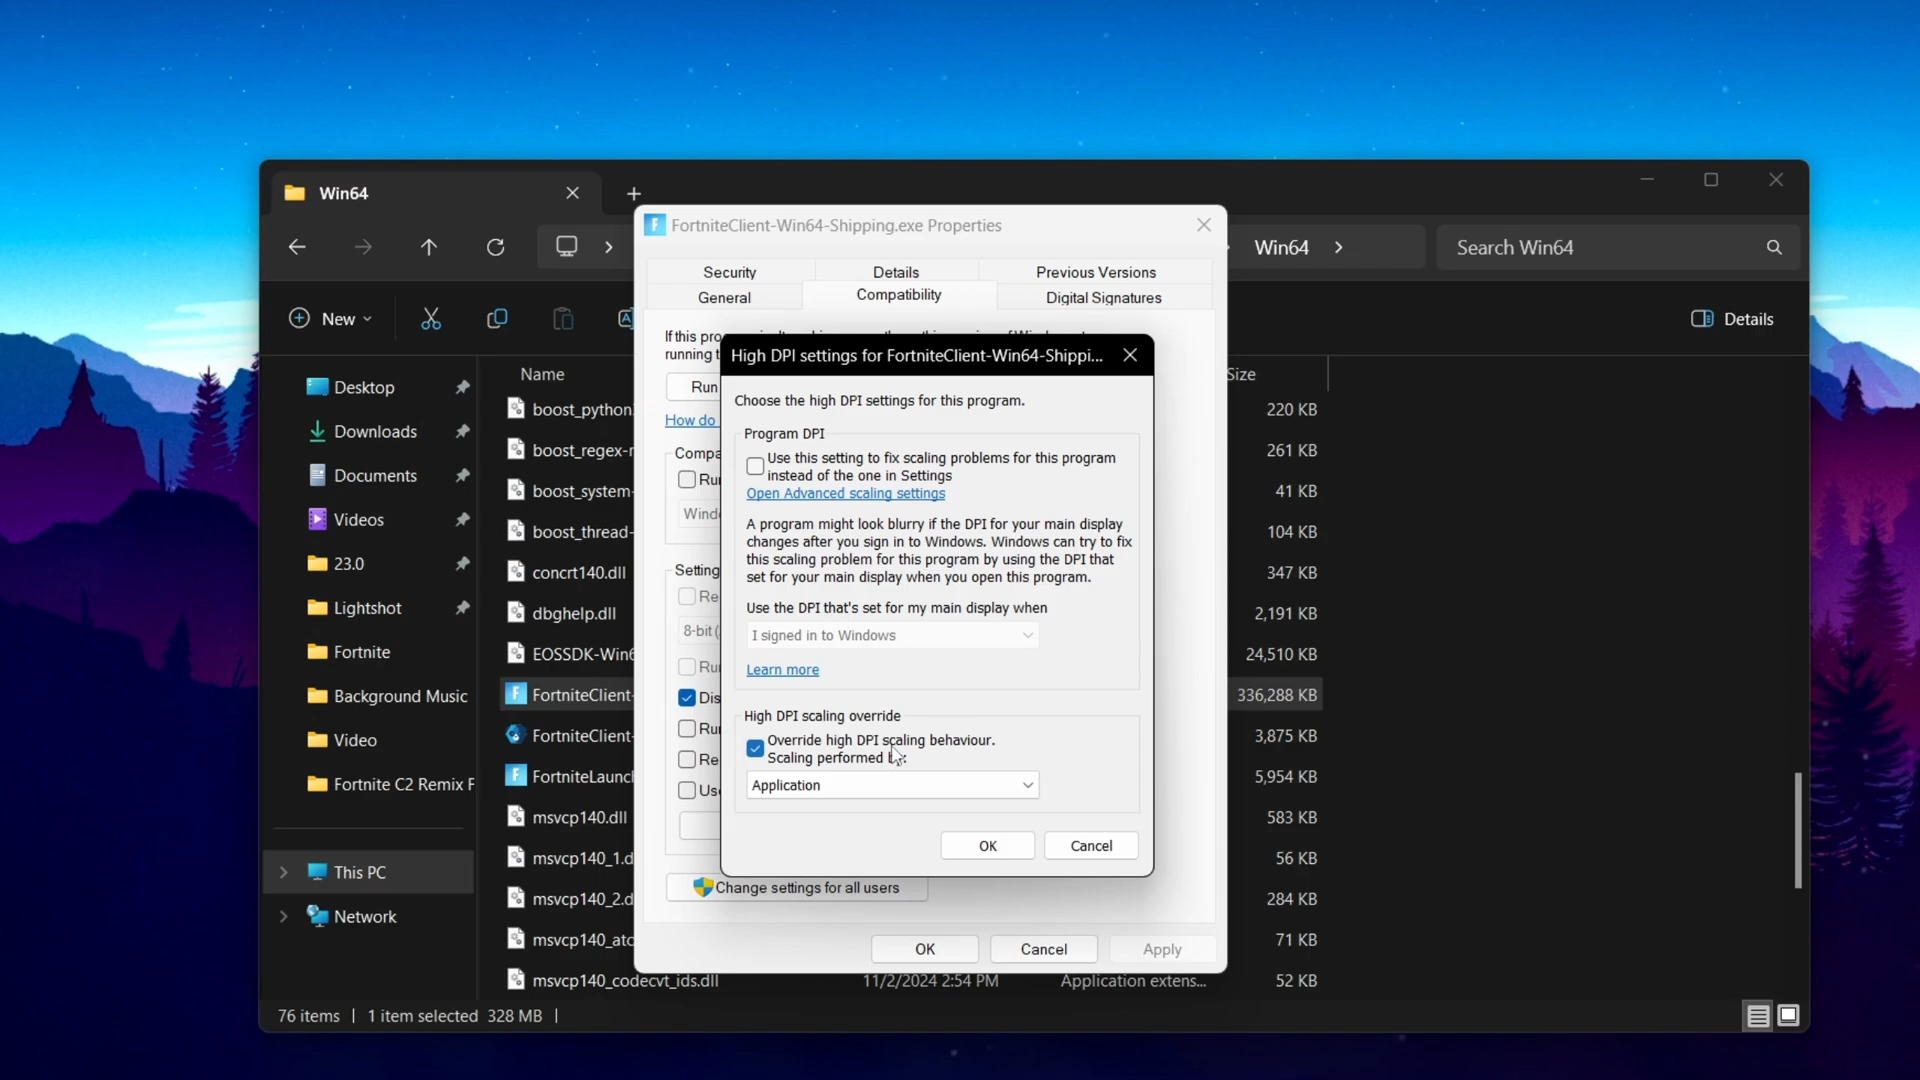 Win64
FortniteClient-Win64-Shipping.exe Properties
Win64
Search Win64
Security
Details
Previous Versions
General
Compatibility
Digital Signatures
New
Details
If this pro
running t
High DPI settings for FortniteClient-Win64-Shippi...
Name
Size
Run
Choose the high DPI settings for this program.
How do
Program DPI
Compa
Use this setting to fix scaling problems for this program
instead of the one in Settings
Open Advanced scaling settings
Ru
Wind
A program might look blurry if the DPI for your main display
changes after you sign in to Windows. Windows can try to fix
this scaling problem for this program by using the DPI that
set for your main display when you open this program.
Setting
Use the DPI that's set for my main display when
Re
I signed in to Windows
8-bit (
Learn more
Ru
Dis
High DPI scaling override
Ru
Override high DPI scaling behaviour.
Scaling performed
Re
Application
Use
OK
Cancel
Change settings for all users
OK
Cancel
Apply
Desktop
Downloads
Documents
Videos
23.0
Lightshot
Fortnite
Background Music
Video
Fortnite C2 Remix F
This PC
Network
boost_python 220 KB
boost_regex-r 261 KB
boost_system- 41 KB
boost_thread- 104 KB
concrt140.dll 347 KB
dbghelp.dll 2,191 KB
EOSSDK-Win6 24,510 KB
FortniteClient- 336,288 KB
FortniteClient- 3,875 KB
FortniteLaunc 5,954 KB
msvcp140.dll 583 KB
msvcp140_1.d 56 KB
msvcp140_2.d 284 KB
msvcp140_ato 71 KB
msvcp140_codecvt_ids.dll 11/2/2024 2:54 PM Application extens... 52 KB
76 items | 1 item selected 328 MB |